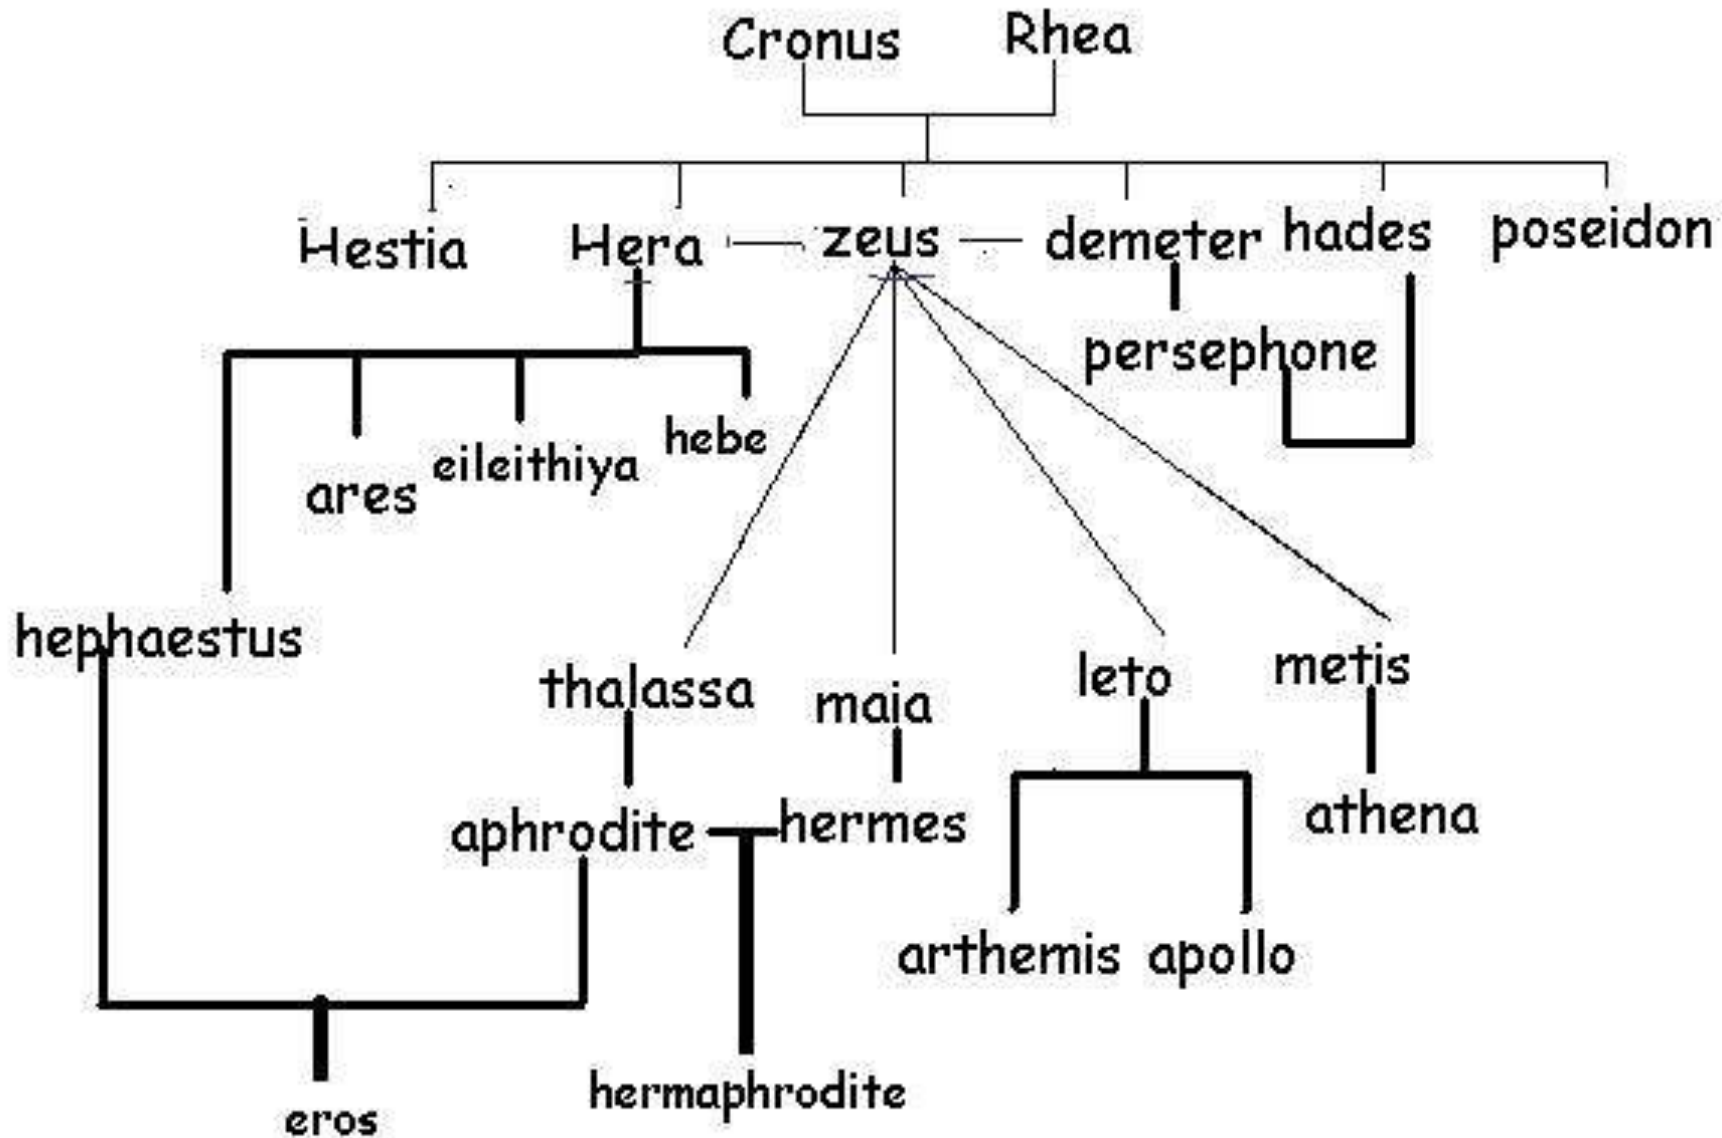 Cronus Rhea
Hestia Hera zeus demeter hades poseidon
persephone
hebe
eileithiya
ares
hephaestus
thalassa maia leto metis
aphrodite hermes athena
arthemis apollo
hermaphrodite
eros